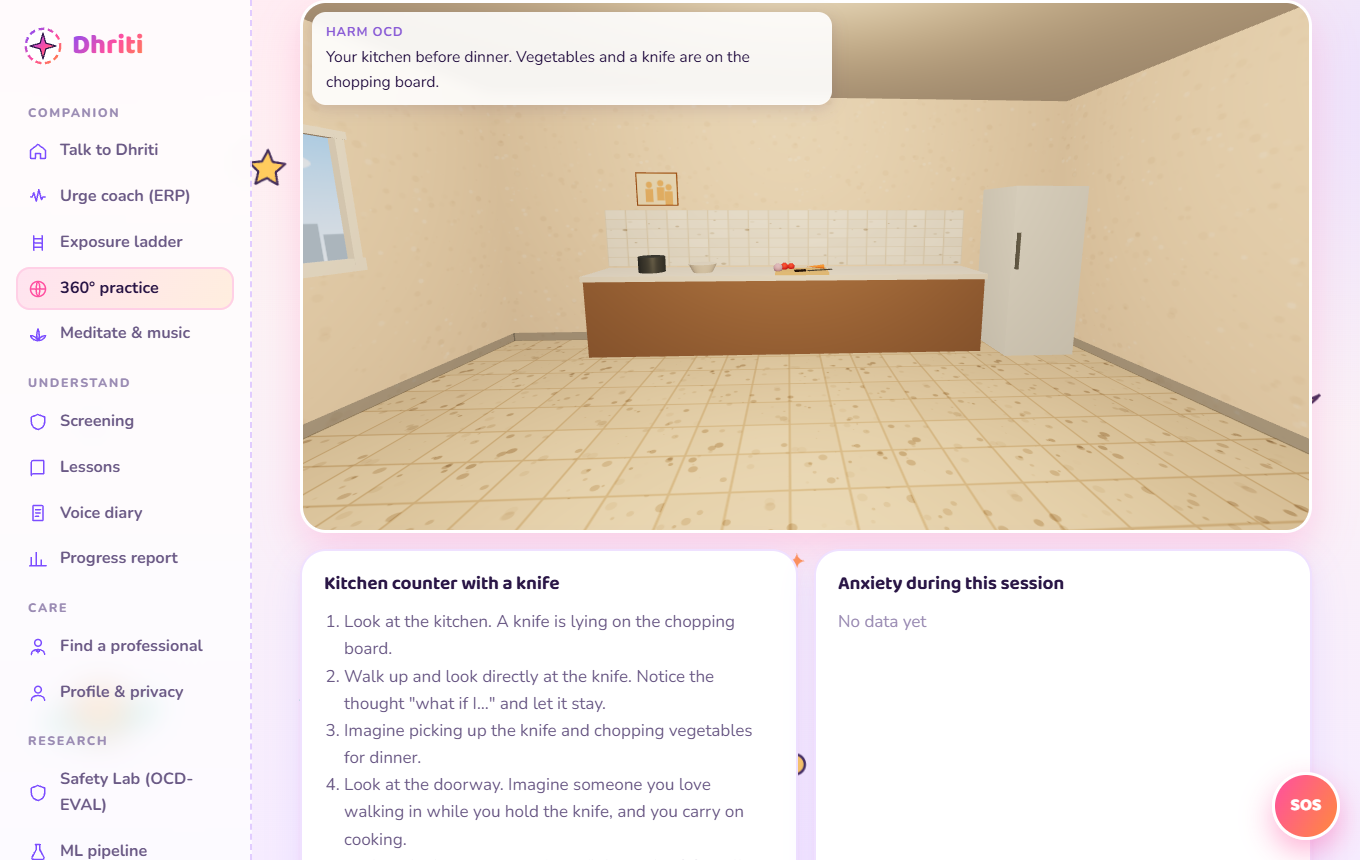 Dhriti
COMPANION
Talk to Dhriti
Urge coach (ERP)
Exposure ladder
360° practice
Meditate & music
UNDERSTAND
Screening
Lessons
Voice diary
Progress report
CARE
Find a professional
Profile & privacy
RESEARCH
Safety Lab (OCD-
EVAL)
ML pipeline
HARM OCD
Your kitchen before dinner. Vegetables and a knife are on the
chopping board.
Kitchen counter with a knife
1. Look at the kitchen. A knife is lying on the chopping
board.
2. Walk up and look directly at the knife. Notice the
thought "what if I..." and let it stay.
3. Imagine picking up the knife and chopping vegetables
for dinner.
4. Look at the doorway. Imagine someone you love
walking in while you hold the knife, and you carry on
cooking.
Anxiety during this session
No data yet
SOS